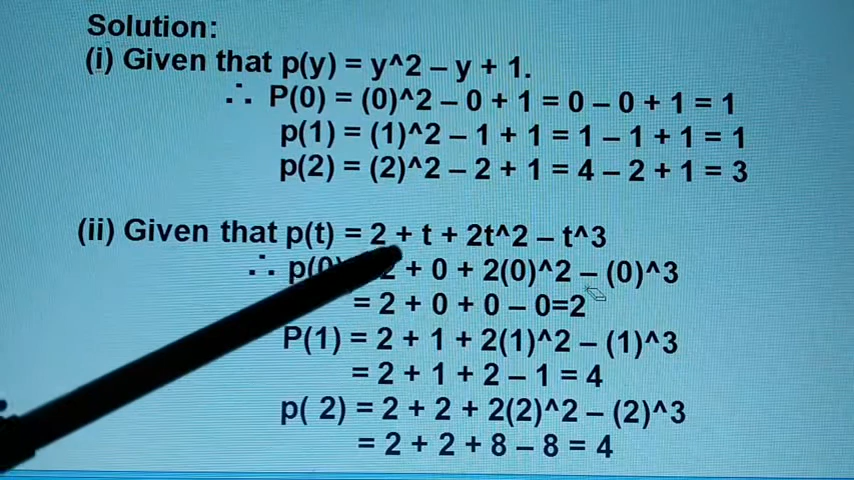 Solution:
(i) Given that p(y) = y^2 – y + 1.
∴ P(0) = (0)^2 – 0 + 1 = 0 – 0 + 1 = 1
p(1) = (1)^2 – 1 + 1 = 1 – 1 + 1 = 1
p(2) = (2)^2 – 2 + 1 = 4 – 2 + 1 = 3
(ii) Given that p(t) = 2 + t + 2t^2 – t^3
∴ p(0 2 + 0 + 2(0)^2 – (0)^3
= 2 + 0 + 0 – 0=2
P(1) = 2 + 1 + 2(1)^2 – (1)^3
= 2 + 1 + 2 – 1 = 4
p( 2) = 2 + 2 + 2(2)^2 – (2)^3
= 2 + 2 + 8 – 8 = 4